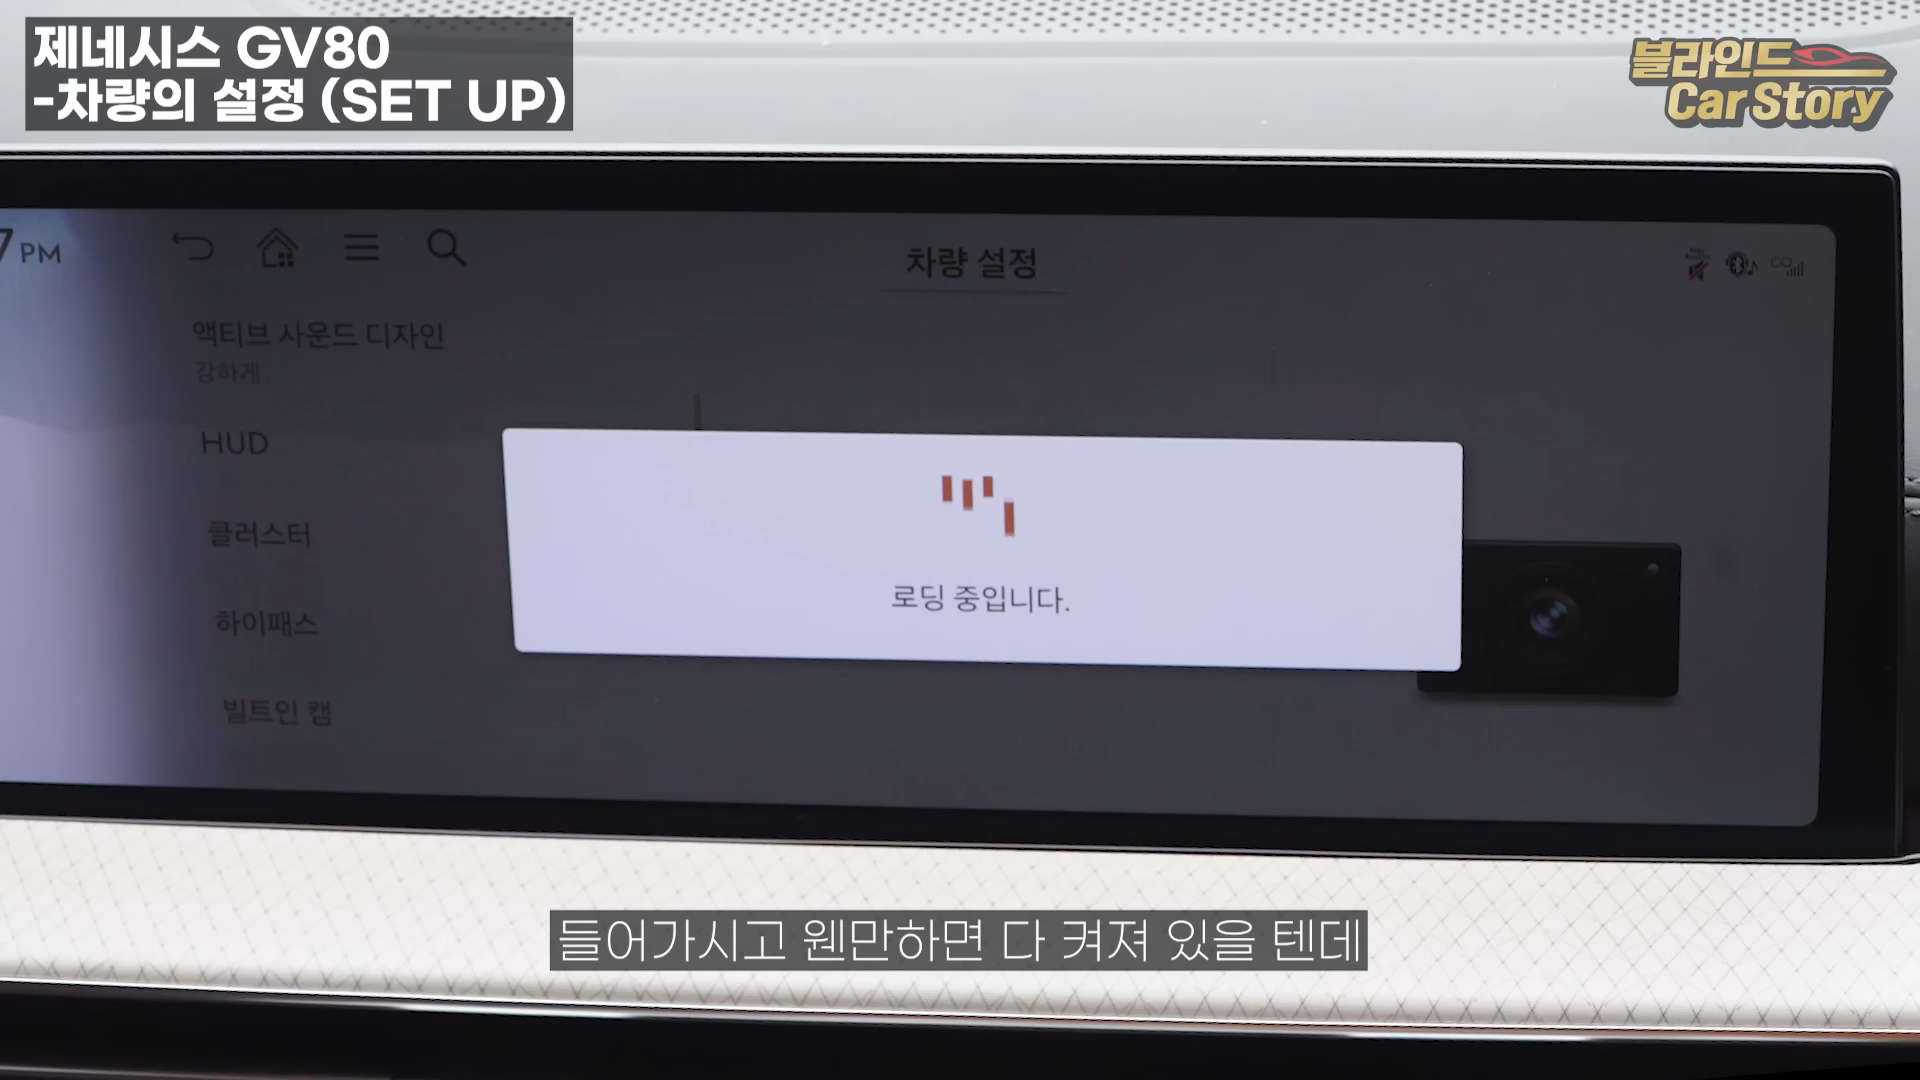 제네시스 GV80
-차량의 설정 (SET UP)
블라인드
Car Story
7 PM
차량 설정
액티브 사운드 디자인
강하게
HUD
클러스터
하이패스
빌트인 캠
로딩 중입니다.
들어가시고 웬만하면 다 켜져 있을 텐데